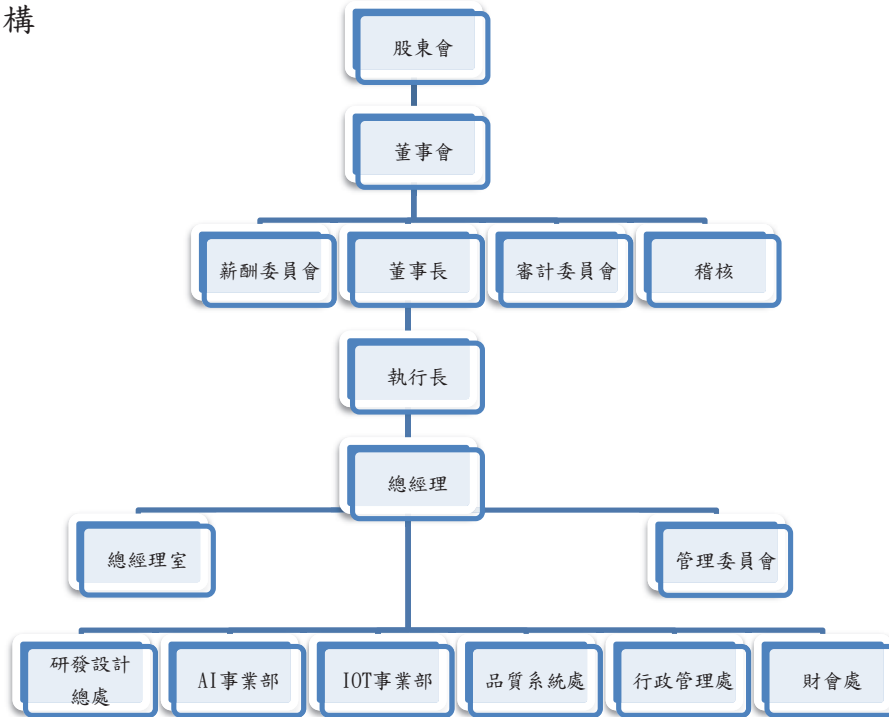 構
股東會
董事會
薪酬委員會
董事長
審計委員會
稽核
執行長
總經理
總經理室
管理委員會
研發設計
總處
AI事業部
IOT事業部
品質系統處
行政管理處
財會處